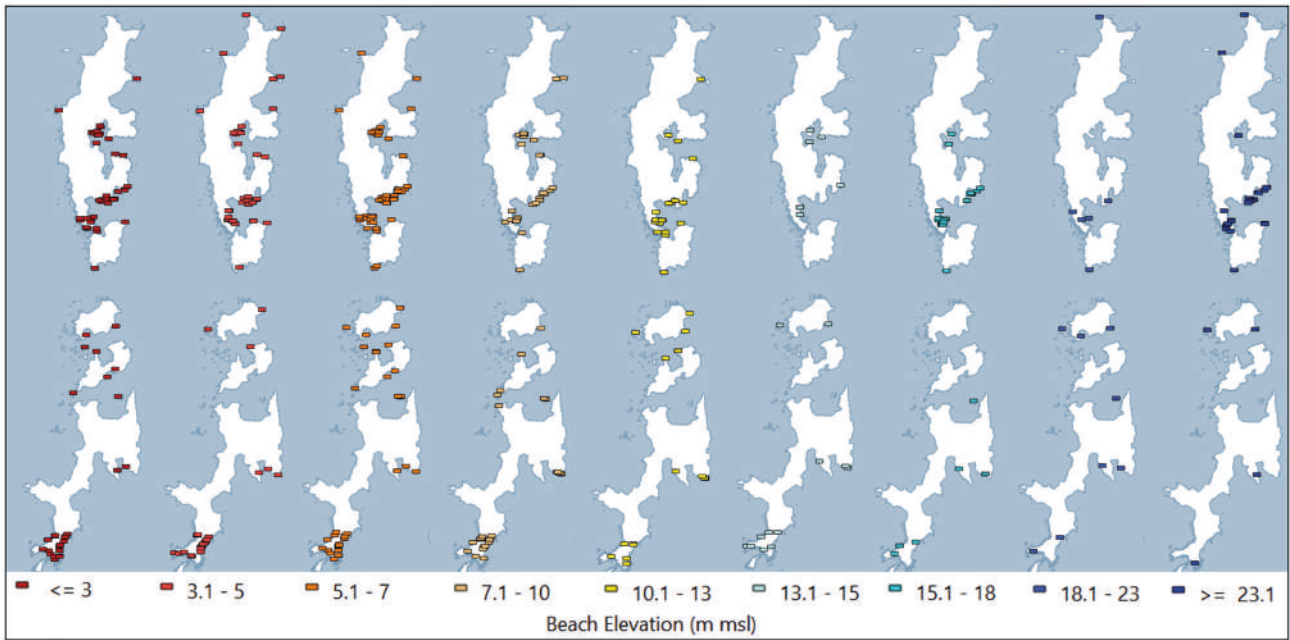 <= 3 3.1 - 5 5.1 - 7 7.1 - 10 10.1 - 13 13.1 - 15 15.1 - 18 18.1 - 23 >= 23.1
Beach Elevation (m msl)